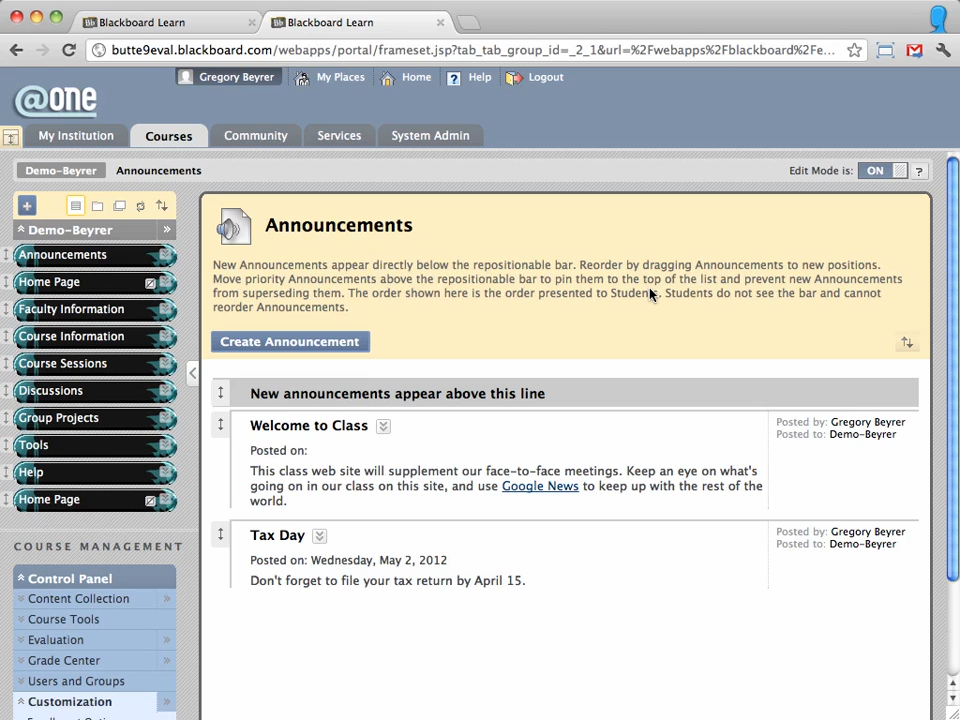 Blackboard Learn
Blackboard Learn
butte9eval.blackboard.com/webapps/portal/frameset.jsp?tab_tab_group_id=_2_1&url=%2Fwebapps%2Fblackboard%2Fe...
Gregory Beyrer
My Places
Home
Help
Logout
@one
My Institution
Courses
Community
Services
System Admin
Demo-Beyrer
Announcements
Edit Mode is:
ON
?
Demo-Beyrer
Announcements
Home Page
Faculty Information
Course Information
Course Sessions
Discussions
Group Projects
Tools
Help
Home Page
COURSE MANAGEMENT
Control Panel
Content Collection
Course Tools
Evaluation
Grade Center
Users and Groups
Customization
Announcements
New Announcements appear directly below the repositionable bar. Reorder by dragging Announcements to new positions.
Move priority Announcements above the repositionable bar to pin them to the top of the list and prevent new Announcements
from superseding them. The order shown here is the order presented to Students. Students do not see the bar and cannot
reorder Announcements.
Create Announcement
New announcements appear above this line
Welcome to Class
Posted on:
This class web site will supplement our face-to-face meetings. Keep an eye on what's
going on in our class on this site, and use Google News to keep up with the rest of the
world.
Posted by: Gregory Beyrer
Posted to: Demo-Beyrer
Tax Day
Posted on: Wednesday, May 2, 2012
Don't forget to file your tax return by April 15.
Posted by: Gregory Beyrer
Posted to: Demo-Beyrer